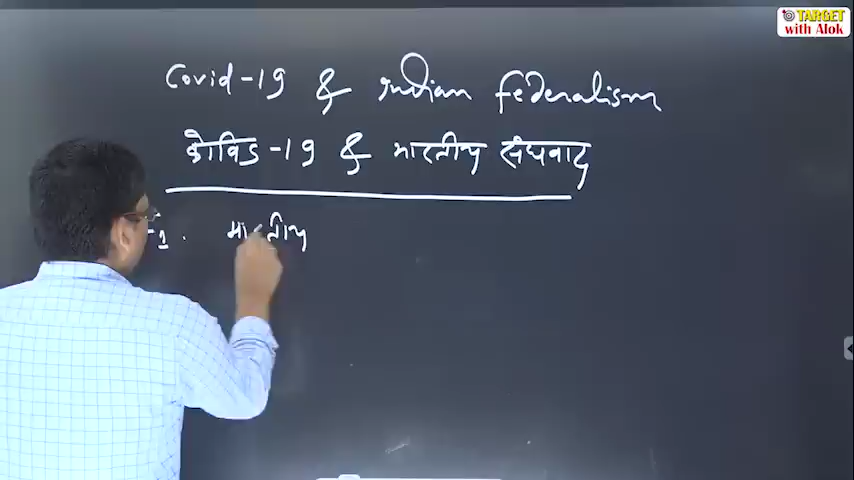 TARGET
with Alok
Covid-19 & Indian Federalism
कोविड-19 & भारतीय संघवाद
1. भारतीय